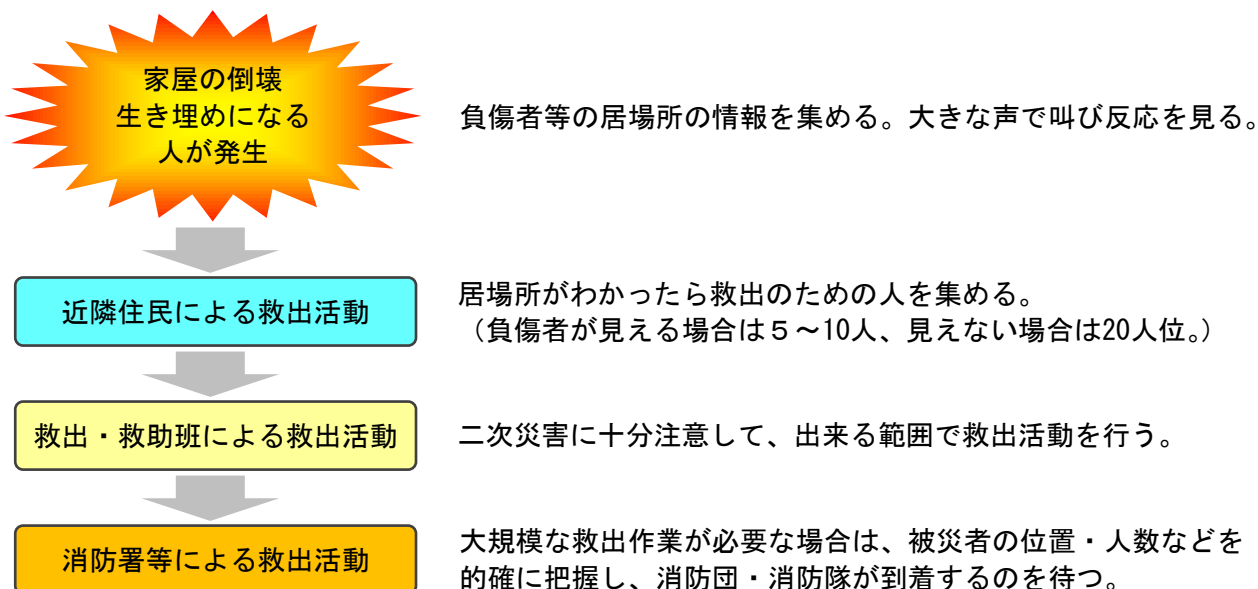 家屋の倒壊
生き埋めになる
人が発生
負傷者等の居場所の情報を集める。大きな声で叫び反応を見る。
近隣住民による救出活動
居場所がわかったら救出のための人を集める。
（負傷者が見える場合は５～10人、見えない場合は20人位。）
救出・救助班による救出活動
二次災害に十分注意して、出来る範囲で救出活動を行う。
消防署等による救出活動
大規模な救出作業が必要な場合は、被災者の位置・人数などを
的確に把握し、消防団・消防隊が到着するのを待つ。